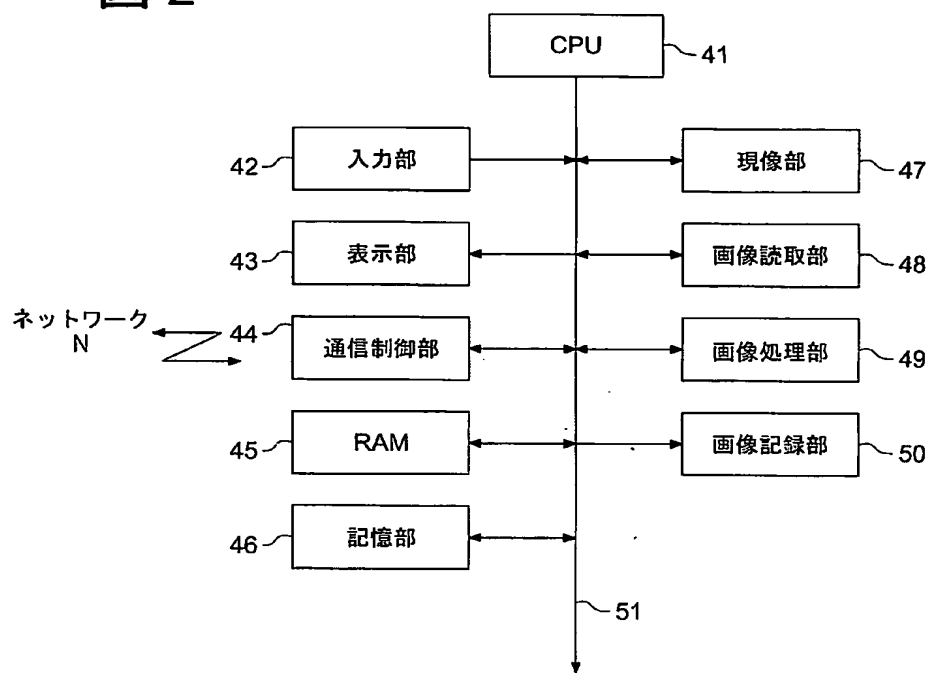 図 2
CPU
41
42
入力部
現像部
47
43
表示部
画像読取部
48
ネットワーク
N
44
通信制御部
画像処理部
49
45
RAM
画像記録部
50
46
記憶部
51